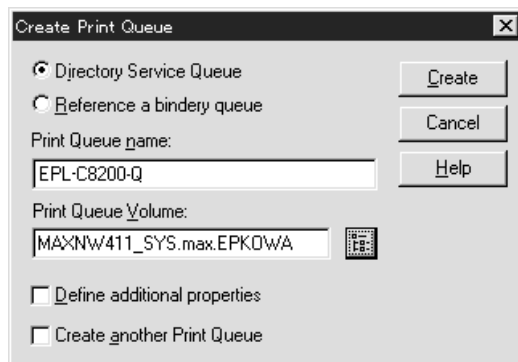 Create Print Queue
Directory Service Queue
Reference a bindery queue
Print Queue name:
EPL-C8200-Q
Print Queue Volume:
MAXNW411_SYS.max.EPKOWA
Define additional properties
Create another Print Queue
Create
Cancel
Help